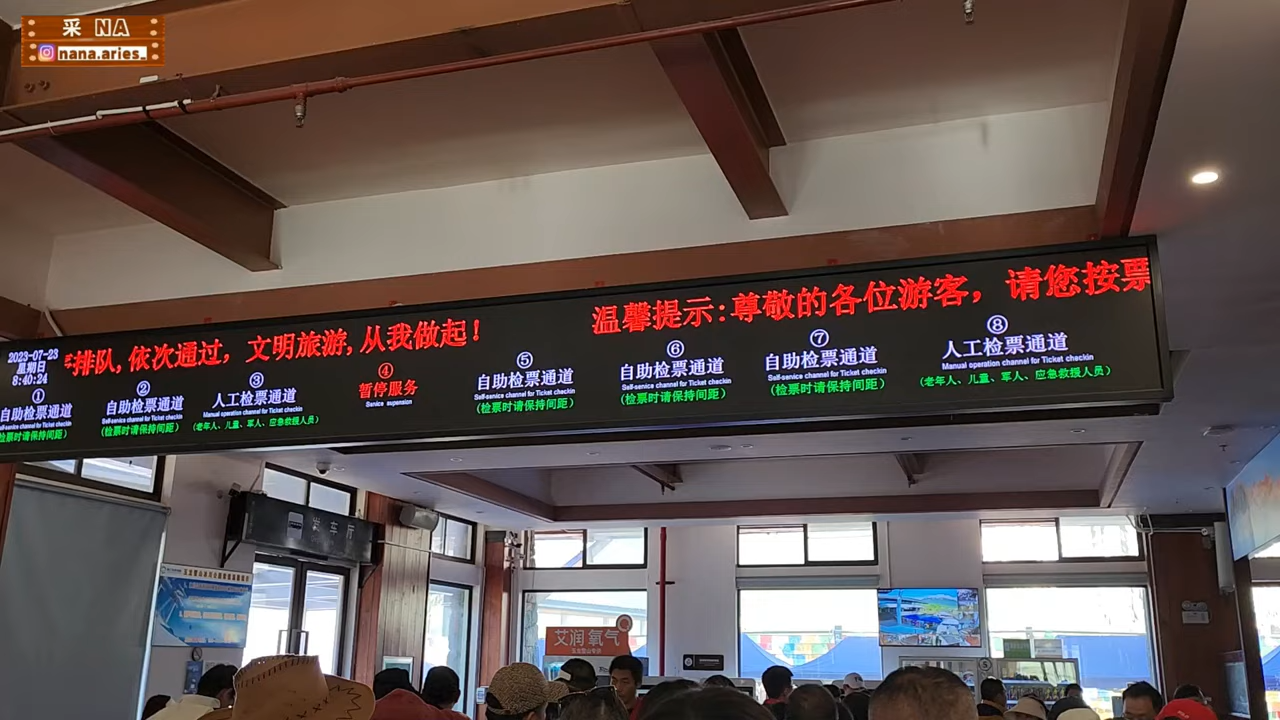 采 NA
nana.aries_
排队,依次通过，文明旅游,从我做起！
温馨提示:尊敬的各位游客，请您按票
2023-07-23
星期日
8:40:24
①
自助检票通道
Self-service channel for Ticket checkin
(检票时请保持间距)
②
自助检票通道
Self-service channel for Ticket checkin
(检票时请保持间距)
③
人工检票通道
Manual operation channel for Ticket checkin
(老年人、儿童、军人、应急救援人员)
④
暂停服务
Service suspension
⑤
自助检票通道
Self-service channel for Ticket checkin
(检票时请保持间距)
⑥
自助检票通道
Self-service channel for Ticket checkin
(检票时请保持间距)
⑦
自助检票通道
Self-service channel for Ticket checkin
(检票时请保持间距)
⑧
人工检票通道
Manual operation channel for Ticket checkin
(老年人、儿童、军人、应急救援人员)
发车厅
艾润氧气